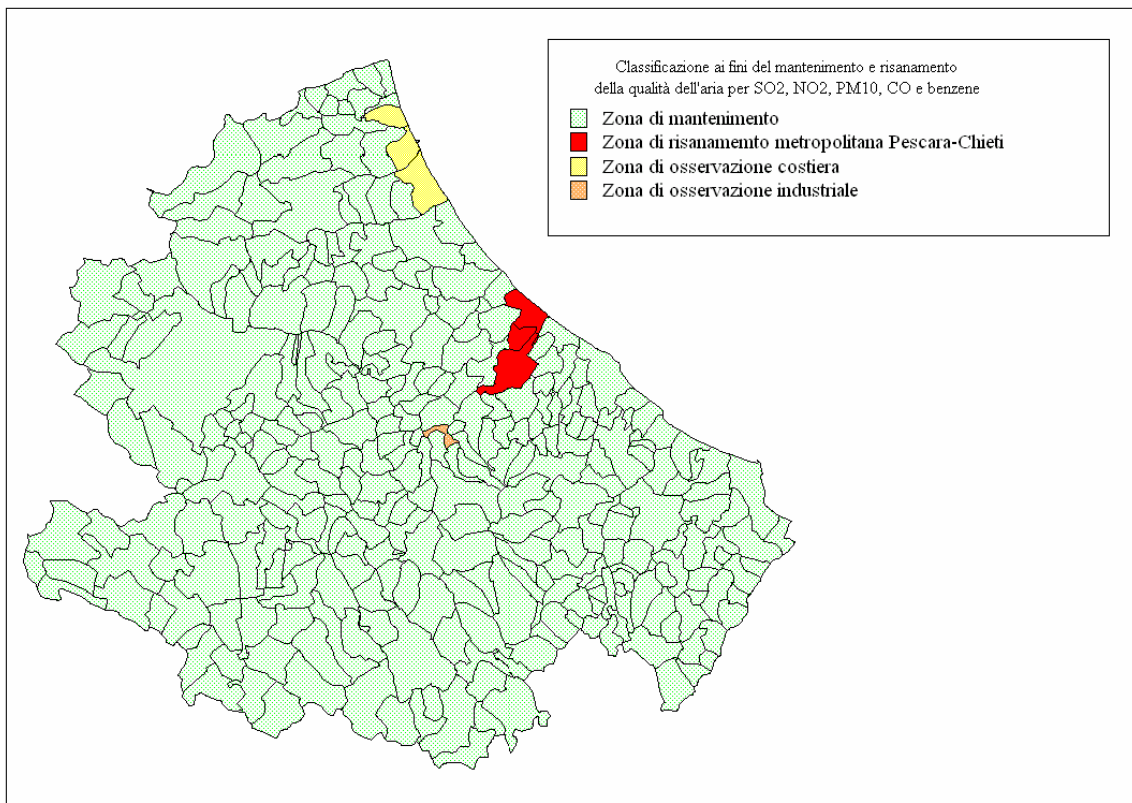 Classificazione ai fini del mantenimento e risanamento
della qualità dell'aria per SO2, NO2, PM10, CO e benzene
Zona di mantenimento
Zona di risanamemto metropolitana Pescara-Chieti
Zona di osservazione costiera
Zona di osservazione industriale